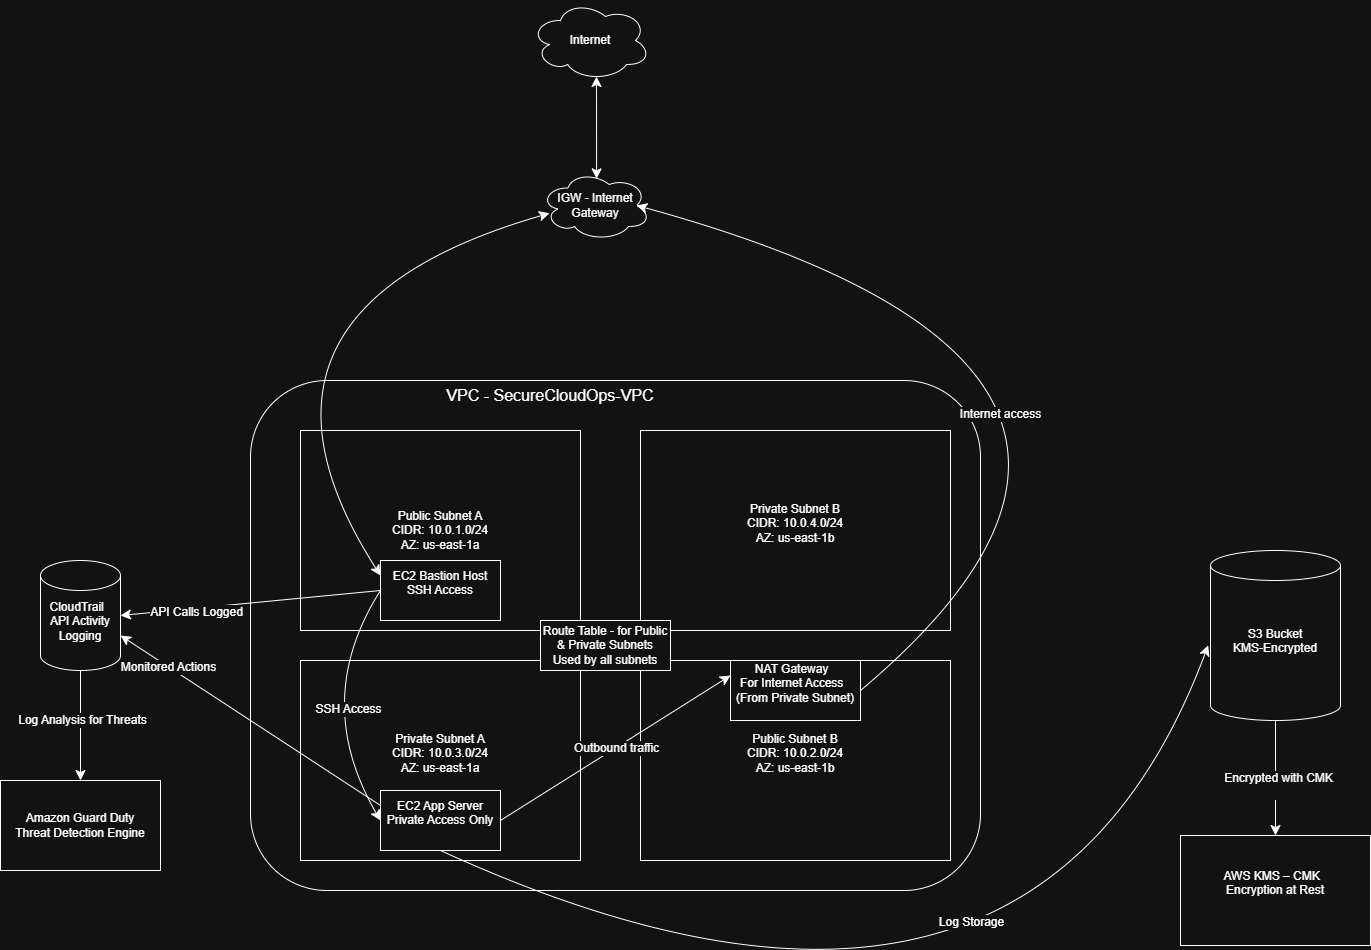 Internet
IGW - Internet
Gateway
VPC - SecureCloudOps-VPC
Internet access
Public Subnet A
CIDR: 10.0.1.0/24
AZ: us-east-1a
Private Subnet B
CIDR: 10.0.4.0/24
AZ: us-east-1b
EC2 Bastion Host
SSH Access
CloudTrail
API Activity
Logging
API Calls Logged
Route Table - for Public
& Private Subnets
Used by all subnets
S3 Bucket
KMS-Encrypted
Monitored Actions
NAT Gateway
For Internet Access
(From Private Subnet)
SSH Access
Log Analysis for Threats
Private Subnet A
CIDR: 10.0.3.0/24
AZ: us-east-1a
Outbound traffic
Public Subnet B
CIDR: 10.0.2.0/24
AZ: us-east-1b
Encrypted with CMK
EC2 App Server
Private Access Only
Amazon Guard Duty
Threat Detection Engine
AWS KMS – CMK
Encryption at Rest
Log Storage